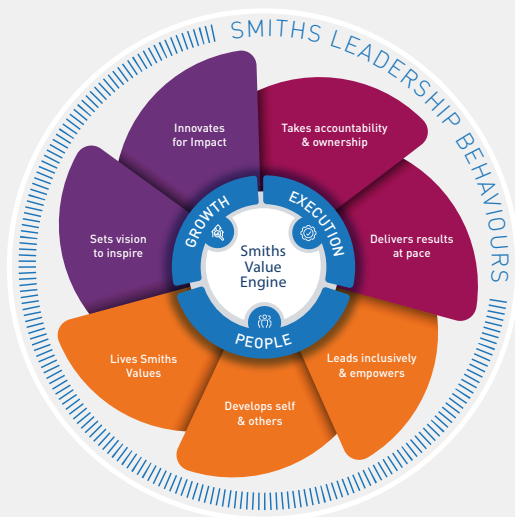 SMITHS LEADERSHIP BEHAVIOURS
Innovates
for Impact
Takes accountability
& ownership
Sets vision
to inspire
GROWTH
EXECUTION
Delivers results
at pace
Smiths
Value
Engine
PEOPLE
Lives Smiths
Values
Leads inclusively
& empowers
Develops self
& others